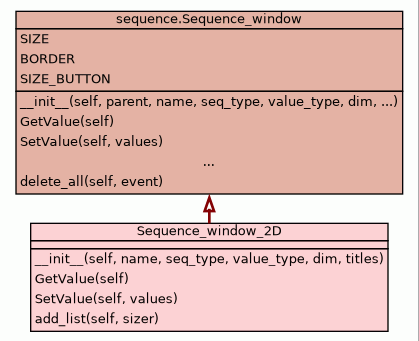 sequence.Sequence_window
SIZE
BORDER
SIZE_BUTTON
__init__(self, parent, name, seq_type, value_type, dim, ...)
GetValue(self)
SetValue(self, values)
...
delete_all(self, event)
Sequence_window_2D
__init__(self, name, seq_type, value_type, dim, titles)
GetValue(self)
SetValue(self, values)
add_list(self, sizer)